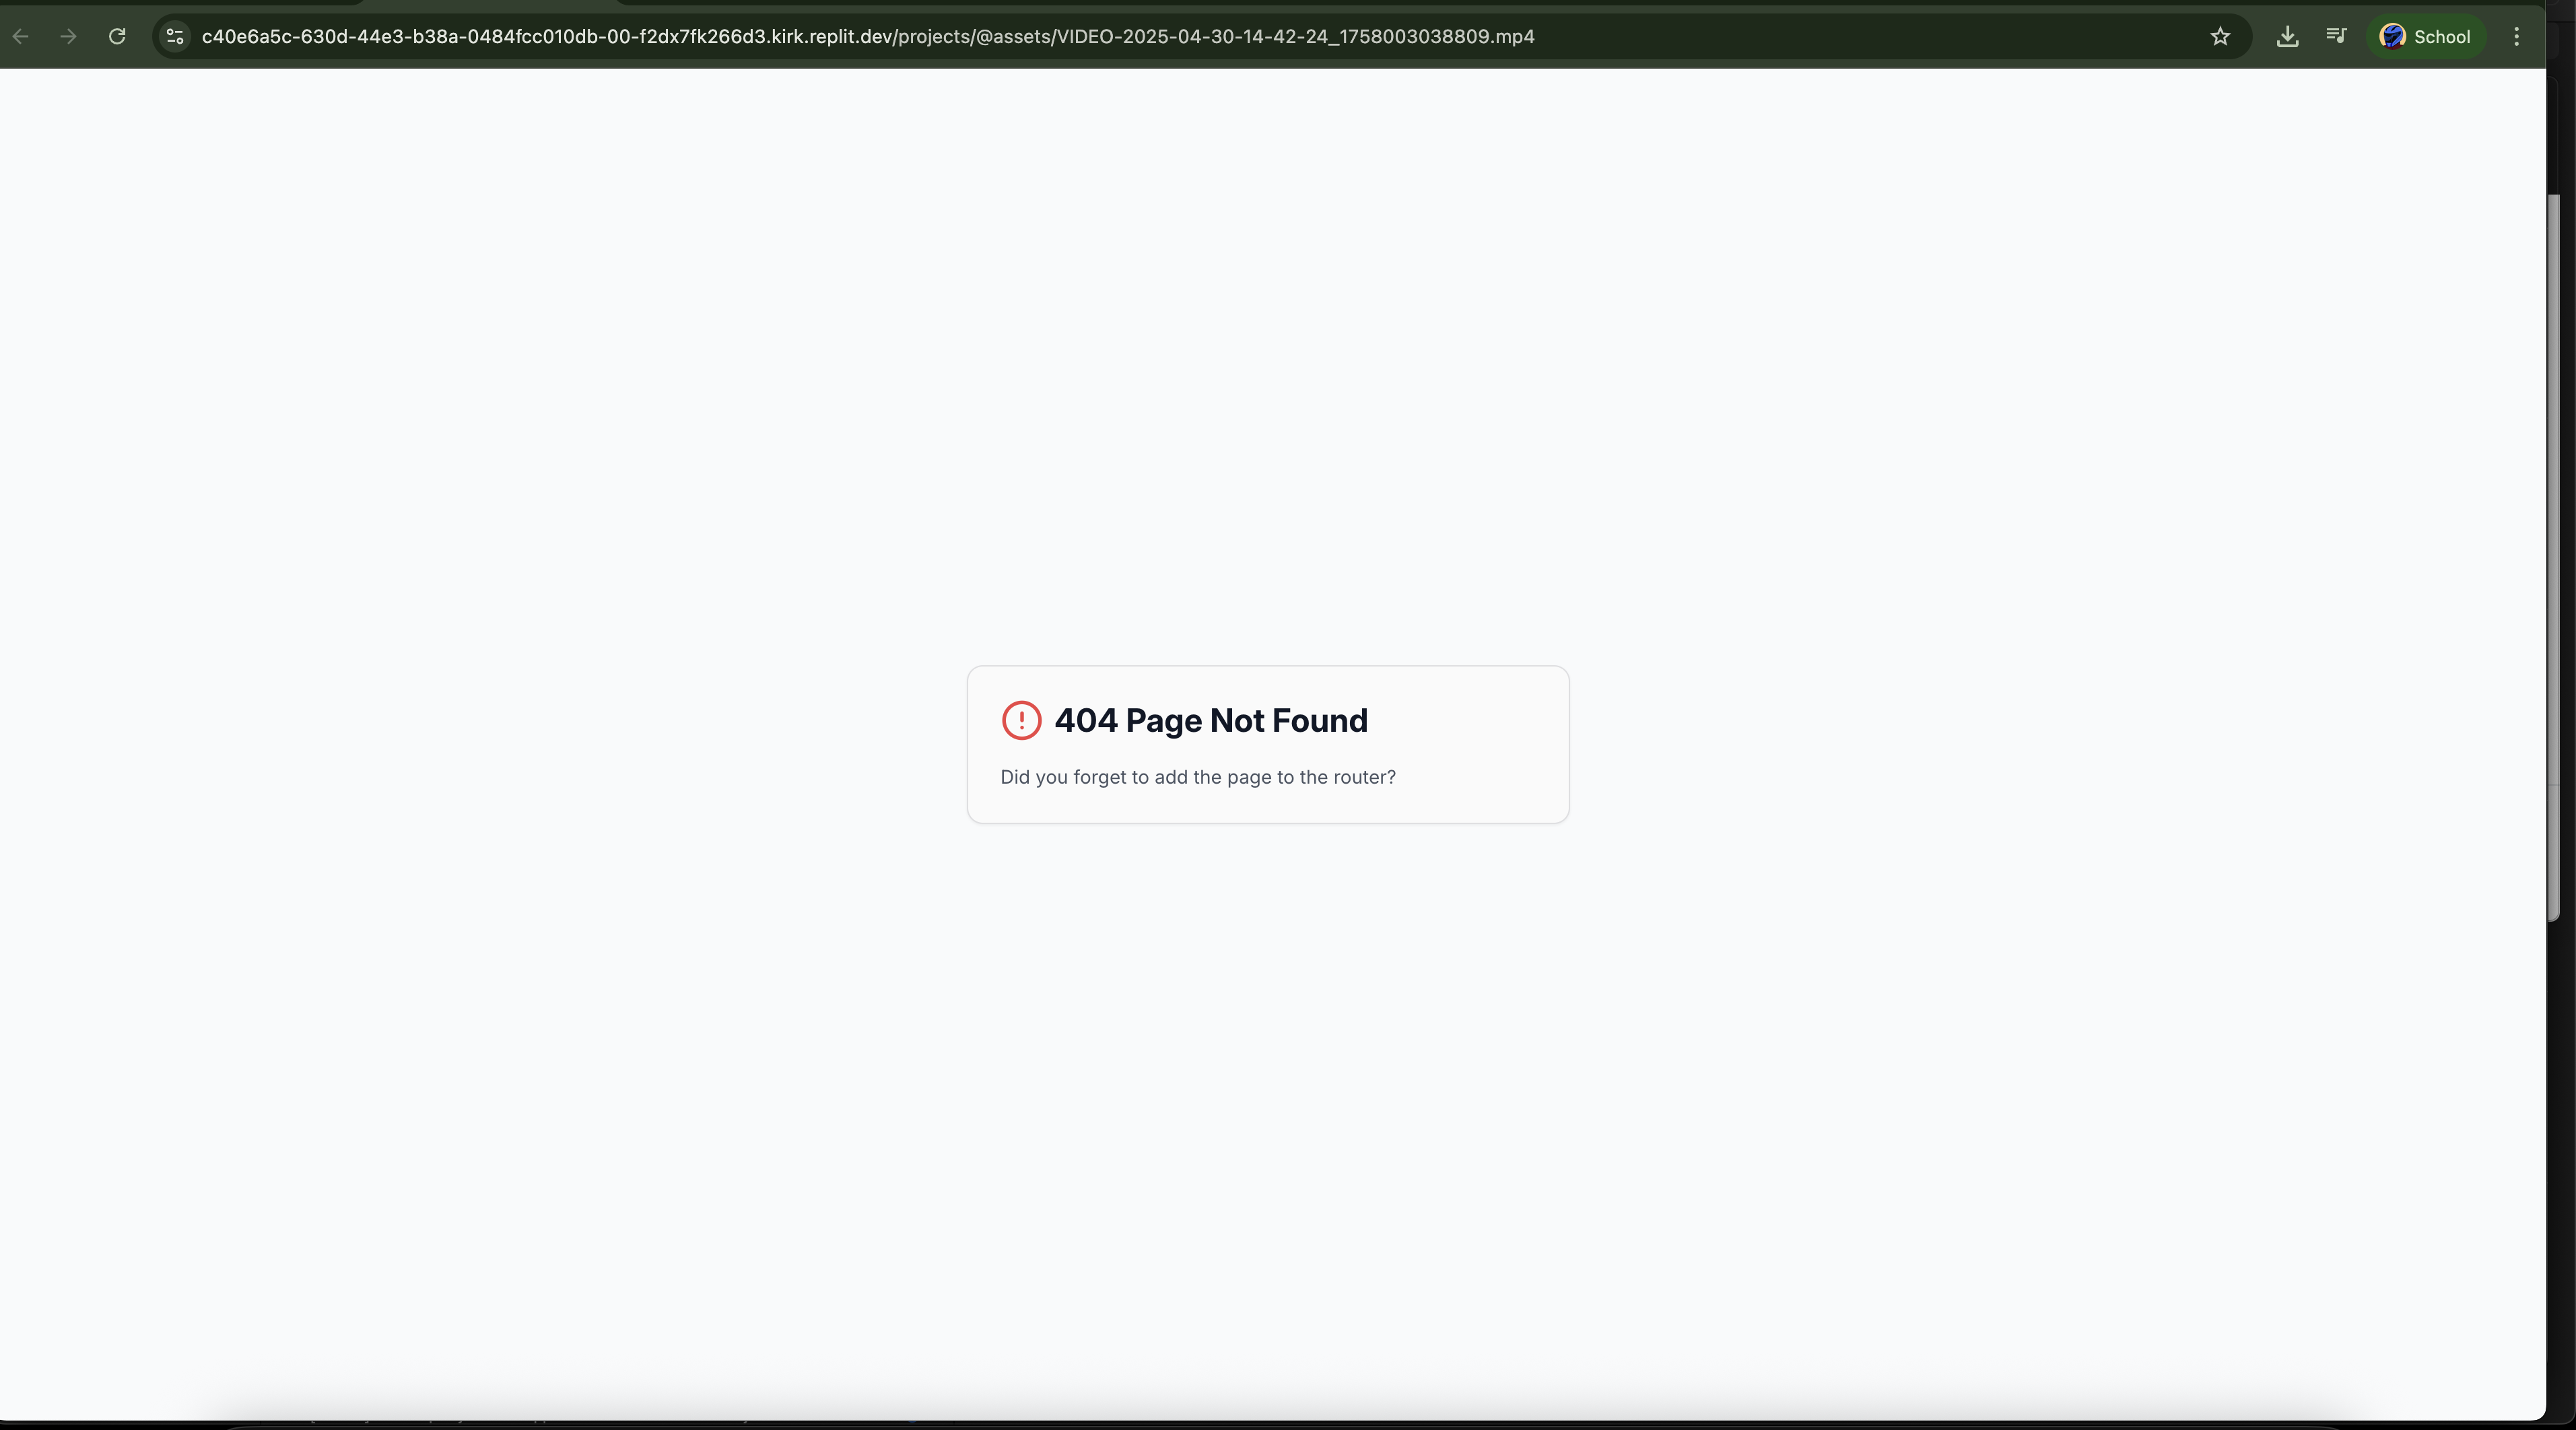 c40e6a5c-630d-44e3-b38a-0484fcc010db-00-f2dx7fk266d3.kirk.replit.dev/projects/@assets/VIDEO-2025-04-30-14-42-24_1758003038809.mp4
School
404 Page Not Found
Did you forget to add the page to the router?